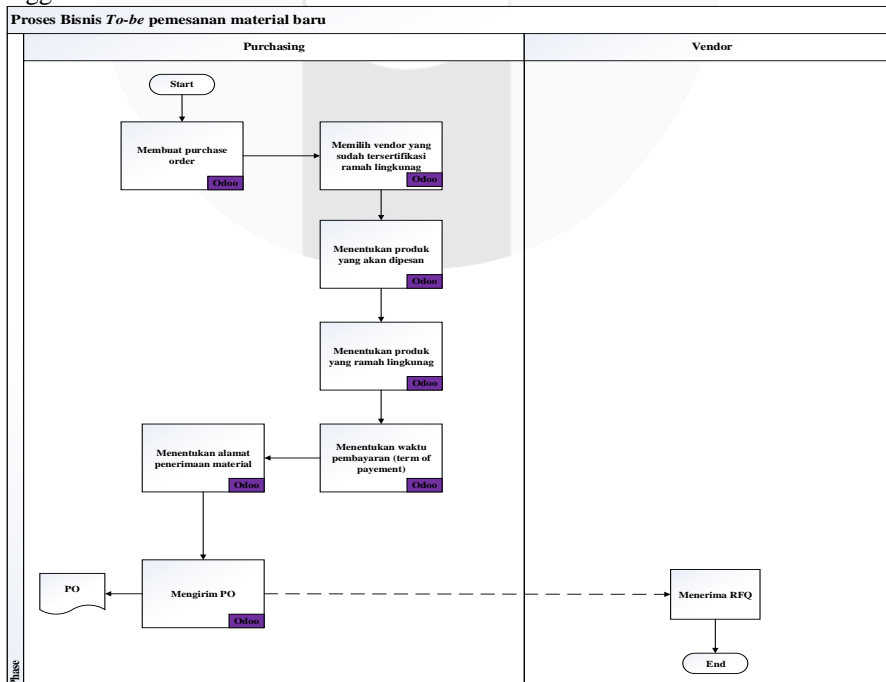 Proses Bisnis To-be pemesanan material baru
Purchasing
Vendor
Start
Membuat purchase
order
Odoo
Memilih vendor yang
sudah tersertifikasi
ramah lingkunag
Odoo
Menentukan produk
yang akan dipesan
Odoo
Menentukan produk
yang ramah lingkunag
Odoo
Menentukan waktu
pembayaran (term of
payement)
Odoo
Menentukan alamat
penerimaan material
Odoo
Mengirim PO
Odoo
PO
Menerima RFQ
End